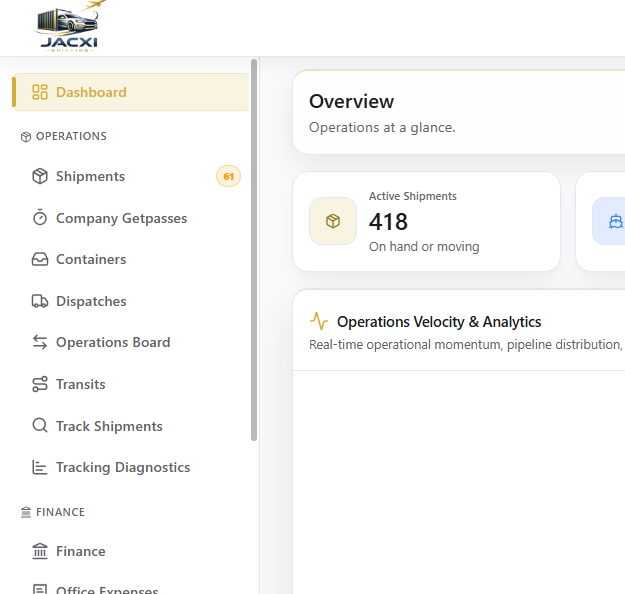 JACXI
SHIPPING
Dashboard
OPERATIONS
Shipments
61
Company Getpasses
Containers
Dispatches
Operations Board
Transits
Track Shipments
Tracking Diagnostics
FINANCE
Finance
Office Expenses
Overview
Operations at a glance.
Active Shipments
418
On hand or moving
Operations Velocity & Analytics
Real-time operational momentum, pipeline distribution,